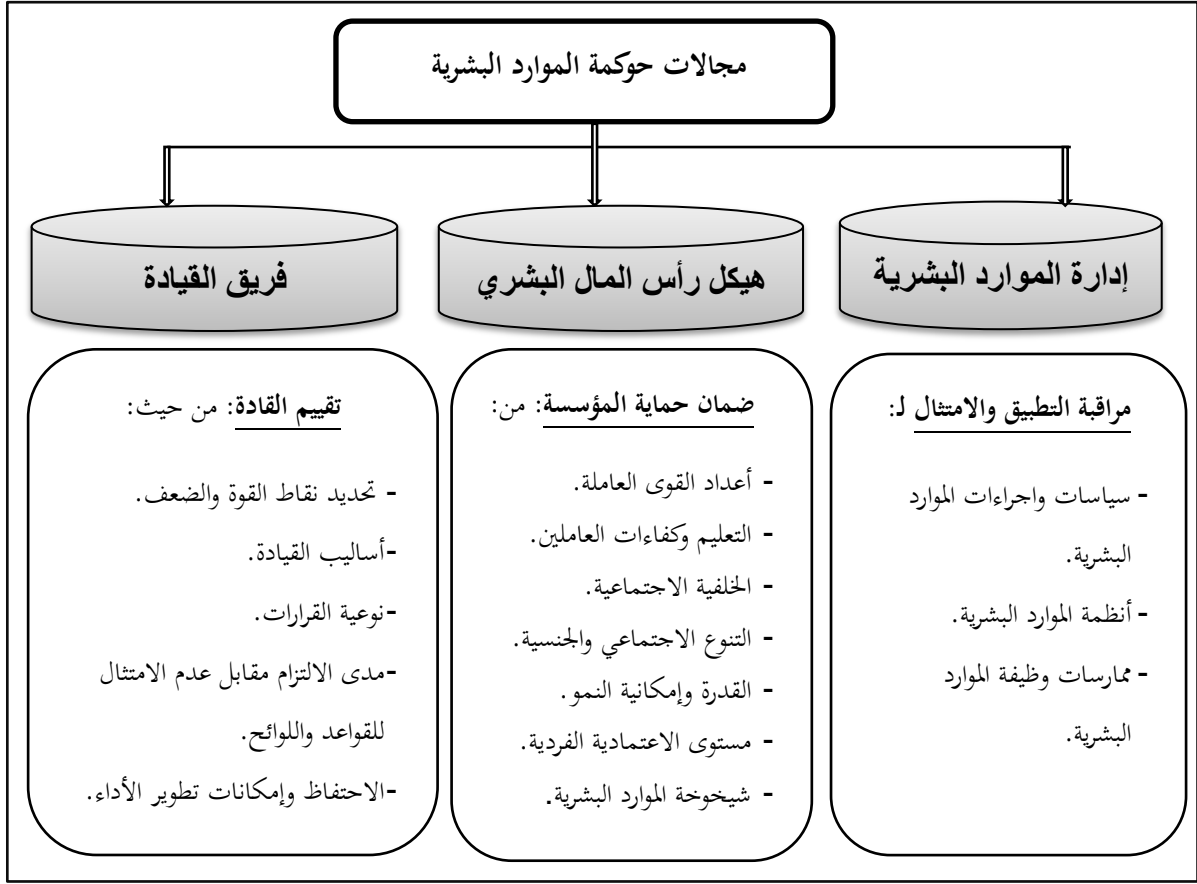 مجالات حوكمة الموارد البشرية
إدارة الموارد البشرية
هيكل رأس المال البشري
فريق القيادة
مراقبة التطبيق والامتثال لـ:
- سياسات واجراءات الموارد
البشرية.
- أنظمة الموارد البشرية.
- ممارسات وظيفة الموارد
البشرية.
ضمان حماية المؤسسة: من:
- أعداد القوى العاملة.
- التعليم وكفاءات العاملين.
- الخلفية الاجتماعية.
- التنوع الاجتماعي والجنسية.
- القدرة وإمكانية النمو.
- مستوى الاعتمادية الفردية.
- شيخوخة الموارد البشرية.
تقييم القادة: من حيث:
- تحديد نقاط القوة والضعف.
-أساليب القيادة.
-نوعية القرارات.
-مدى الالتزام مقابل عدم الامتثال
للقواعد واللوائح.
-الاحتفاظ وإمكانات تطوير الأداء.